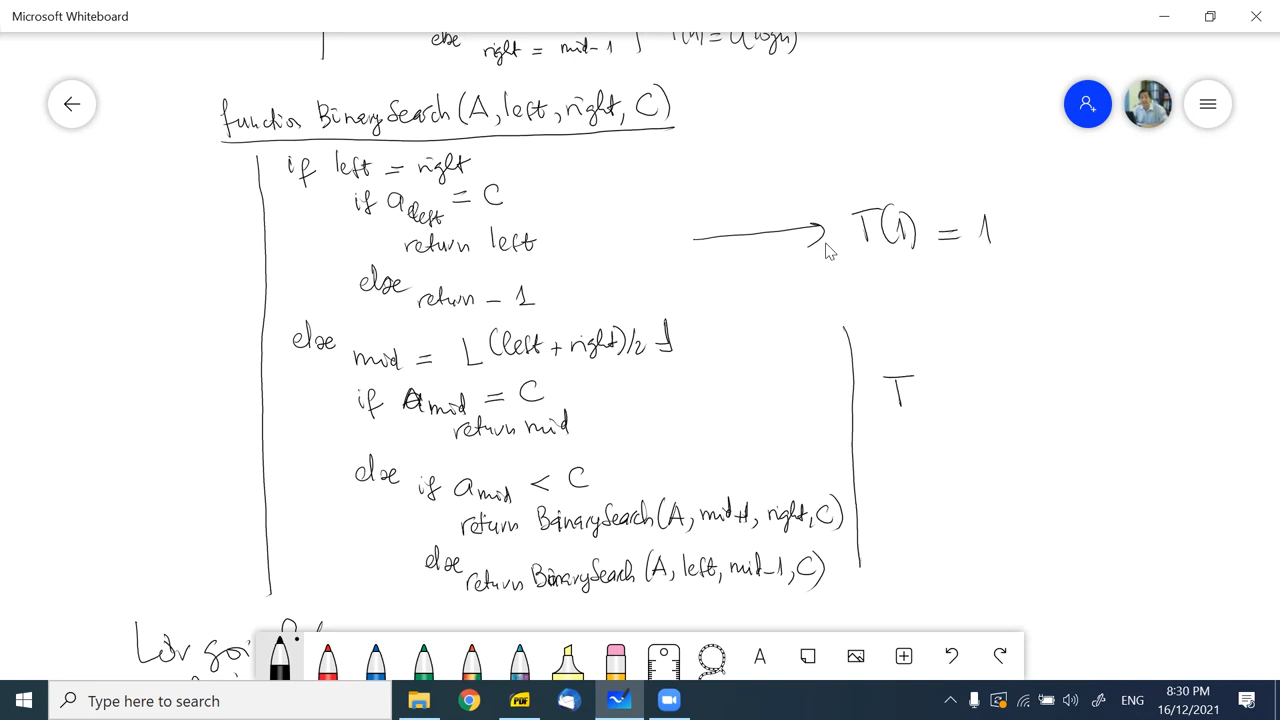 Microsoft Whiteboard
else right = mid-1
function BinarySearch(A, left, right, C)
if left = right
if a_left = C
return left
else return -1
T(1) = 1
else mid = ⌊(left + right)/2⌋
if a_mid = C
return mid
T
else if a_mid < C
return BinarySearch(A, mid+1, right, C)
else return BinarySearch(A, left, mid-1, C)
Type here to search
ENG
8:30 PM
16/12/2021